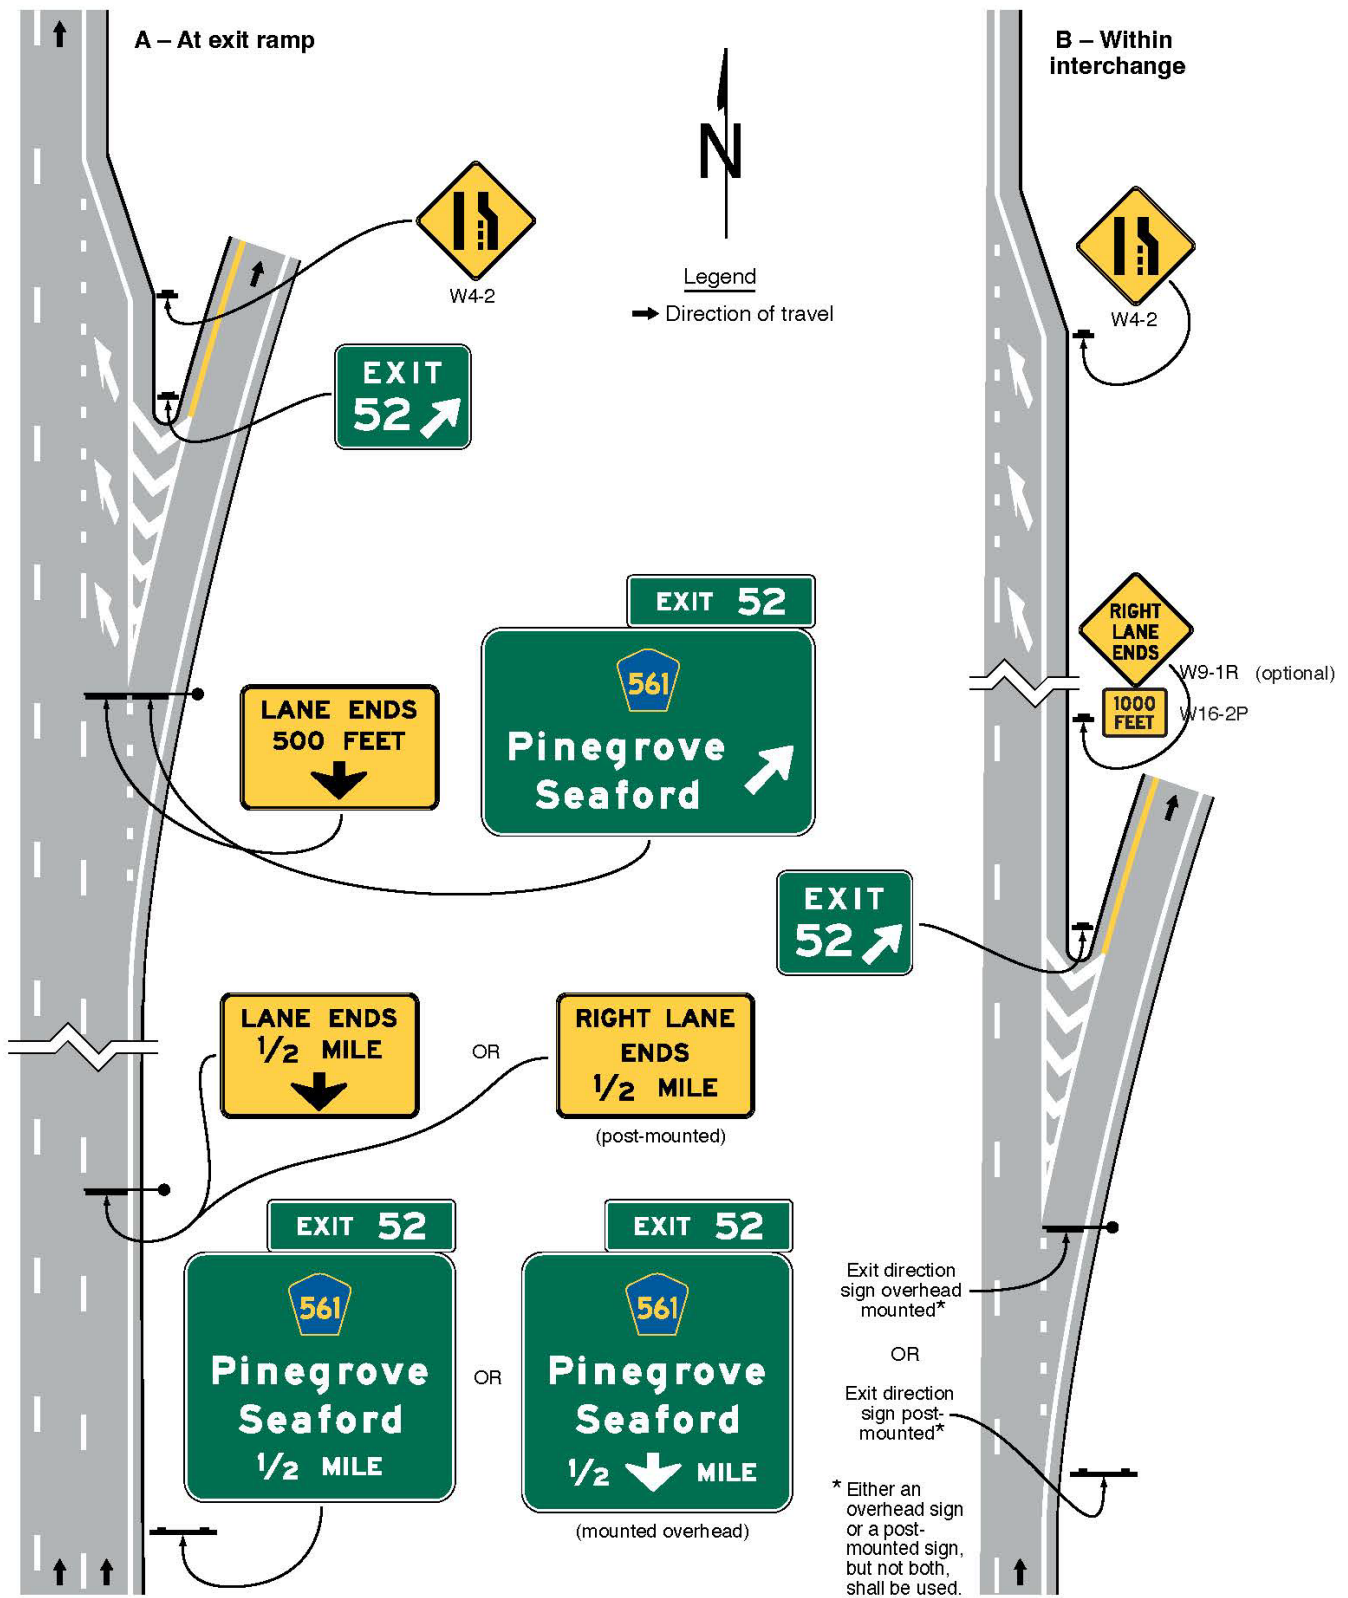 A – At exit ramp
B – Within
interchange
N
Legend
Direction of travel
W4-2
W4-2
EXIT
52
EXIT 52
561
Pinegrove
Seaford
LANE ENDS
500 FEET
RIGHT
LANE
ENDS
W9-1R (optional)
1000
FEET
W16-2P
EXIT
52
LANE ENDS
1/2 MILE
OR
RIGHT LANE
ENDS
1/2 MILE
(post-mounted)
EXIT 52
561
Pinegrove
Seaford
1/2 MILE
OR
EXIT 52
561
Pinegrove
Seaford
1/2 MILE
(mounted overhead)
Exit direction
sign overhead
mounted*
OR
Exit direction
sign post-
mounted*
* Either an
overhead sign
or a post-
mounted sign,
but not both,
shall be used.